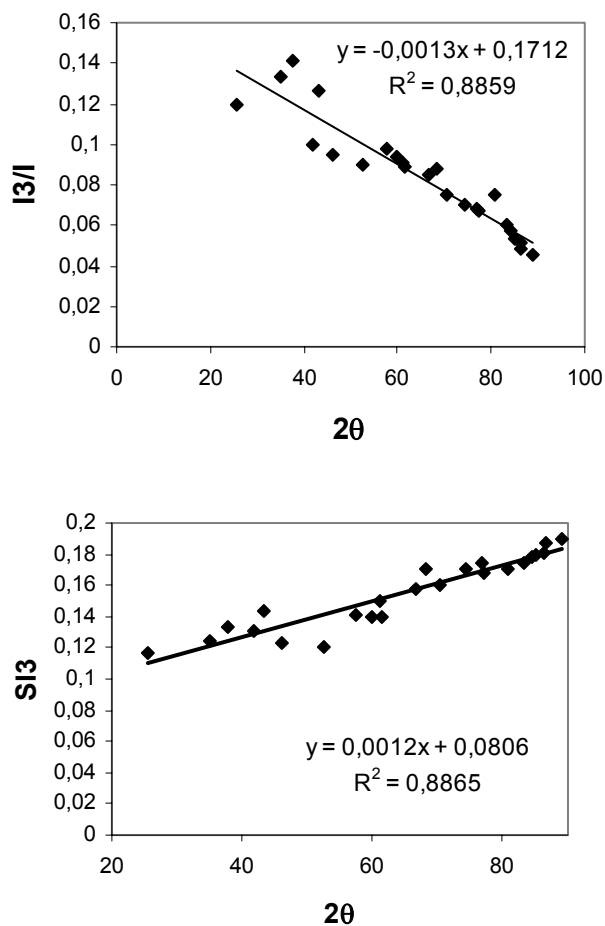 0,16
0,14
0,12
0,1
0,08
0,06
0,04
0,02
0
I3/I
y = -0,0013x + 0,1712
R² = 0,8859
0 20 40 60 80 100
2θ
0,2
0,18
0,16
0,14
0,12
0,1
0,08
0,06
0,04
0,02
0
SI3
y = 0,0012x + 0,0806
R² = 0,8865
20 40 60 80
2θ